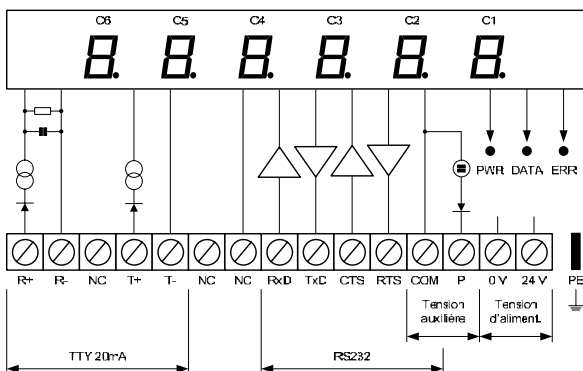 C6 C5 C4 C3 C2 C1
8. 8. 8. 8. 8. 8.
PWR DATA ERR
R+ R- NC T+ T- NC NC RxD TxD CTS RTS COM P 0 V 24 V PE
Tension auxilière
Tension d'aliment.
TTY 20mA RS232